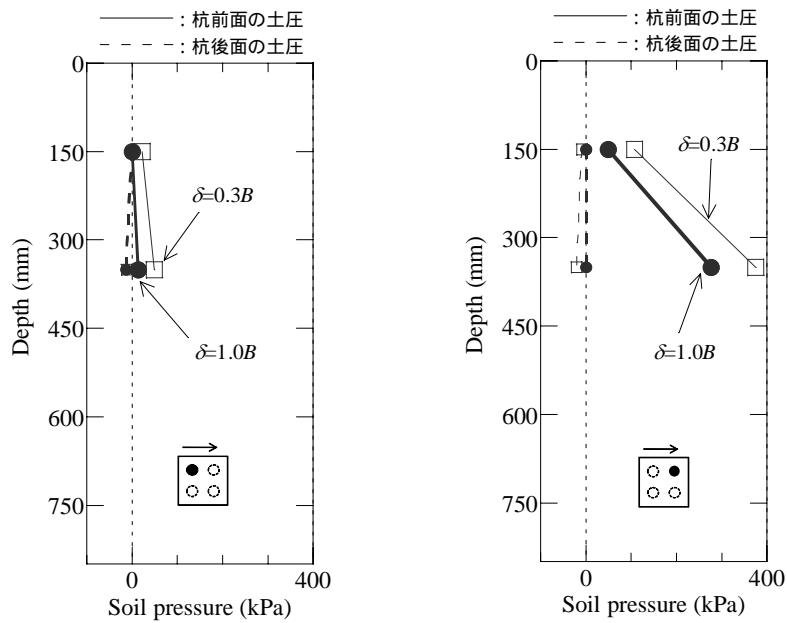 ：杭前面の土圧
：杭後面の土圧
0
150
300
450
600
750
Depth (mm)
δ=0.3B
δ=1.0B
0
400
Soil pressure (kPa)
：杭前面の土圧
：杭後面の土圧
0
150
300
450
600
750
Depth (mm)
δ=0.3B
δ=1.0B
0
400
Soil pressure (kPa)